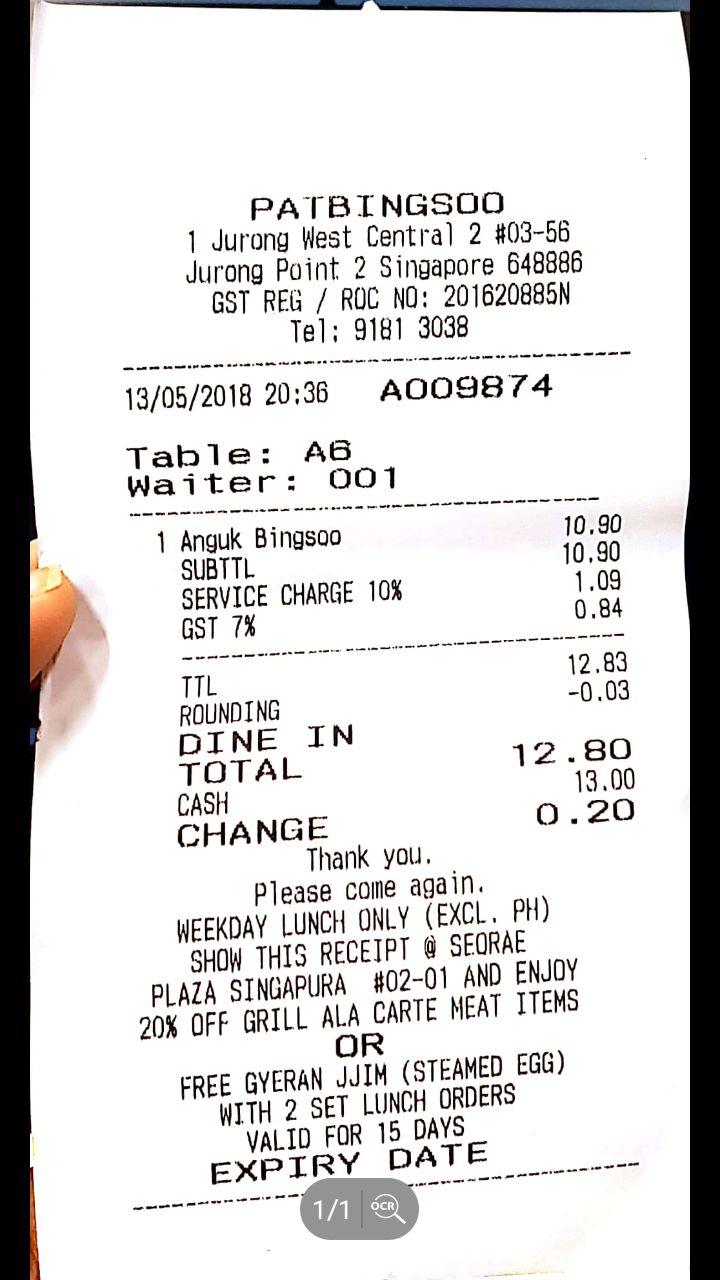 PATBINGSOO
1 Jurong West Central 2 #03-56
Jurong Point 2 Singapore 648886
GST REG / ROC NO: 201620885N
Tel: 9181 3038
13/05/2018 20:36 A009874
Table: A6
Waiter: 001
1 Anguk Bingsoo 10.90
SUBTTL 10.90
SERVICE CHARGE 10% 1.09
GST 7% 0.84
TTL 12.83
ROUNDING -0.03
DINE IN
TOTAL 12.80
CASH 13.00
CHANGE 0.20
Thank you.
Please come again.
WEEKDAY LUNCH ONLY (EXCL. PH)
SHOW THIS RECEIPT @ SEORAE
PLAZA SINGAPURA #02-01 AND ENJOY
20% OFF GRILL ALA CARTE MEAT ITEMS
OR
FREE GYERAN JJIM (STEAMED EGG)
WITH 2 SET LUNCH ORDERS
VALID FOR 15 DAYS
EXPIRY DATE
1/1 OCR